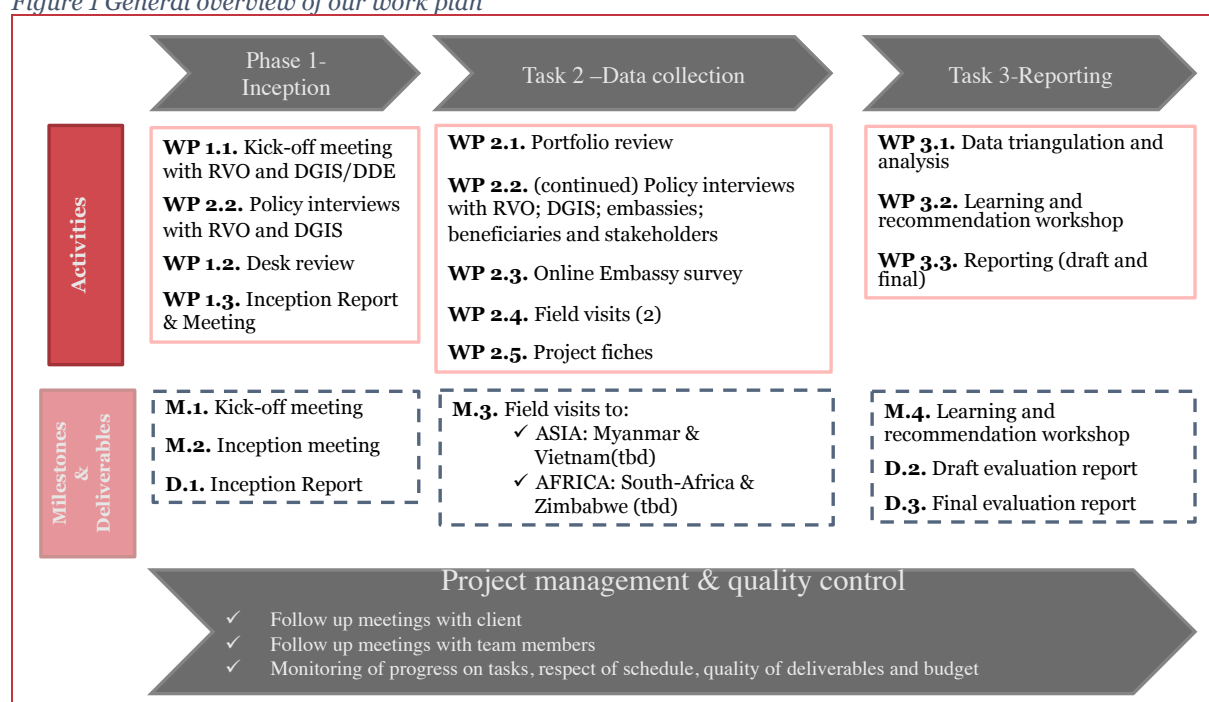 Figure 1 General overview of our work plan
Phase 1-
Inception
Task 2 –Data collection
Task 3-Reporting
Activities
WP 1.1. Kick-off meeting
with RVO and DGIS/DDE
WP 2.2. Policy interviews
with RVO and DGIS
WP 1.2. Desk review
WP 1.3. Inception Report
& Meeting
WP 2.1. Portfolio review
WP 2.2. (continued) Policy interviews
with RVO; DGIS; embassies;
beneficiaries and stakeholders
WP 2.3. Online Embassy survey
WP 2.4. Field visits (2)
WP 2.5. Project fiches
WP 3.1. Data triangulation and
analysis
WP 3.2. Learning and
recommendation workshop
WP 3.3. Reporting (draft and
final)
Milestones
&
Deliverables
M.1. Kick-off meeting
M.2. Inception meeting
D.1. Inception Report
M.3. Field visits to:
✓ ASIA: Myanmar &
Vietnam(tbd)
✓ AFRICA: South-Africa &
Zimbabwe (tbd)
M.4. Learning and
recommendation workshop
D.2. Draft evaluation report
D.3. Final evaluation report
Project management & quality control
✓ Follow up meetings with client
✓ Follow up meetings with team members
✓ Monitoring of progress on tasks, respect of schedule, quality of deliverables and budget